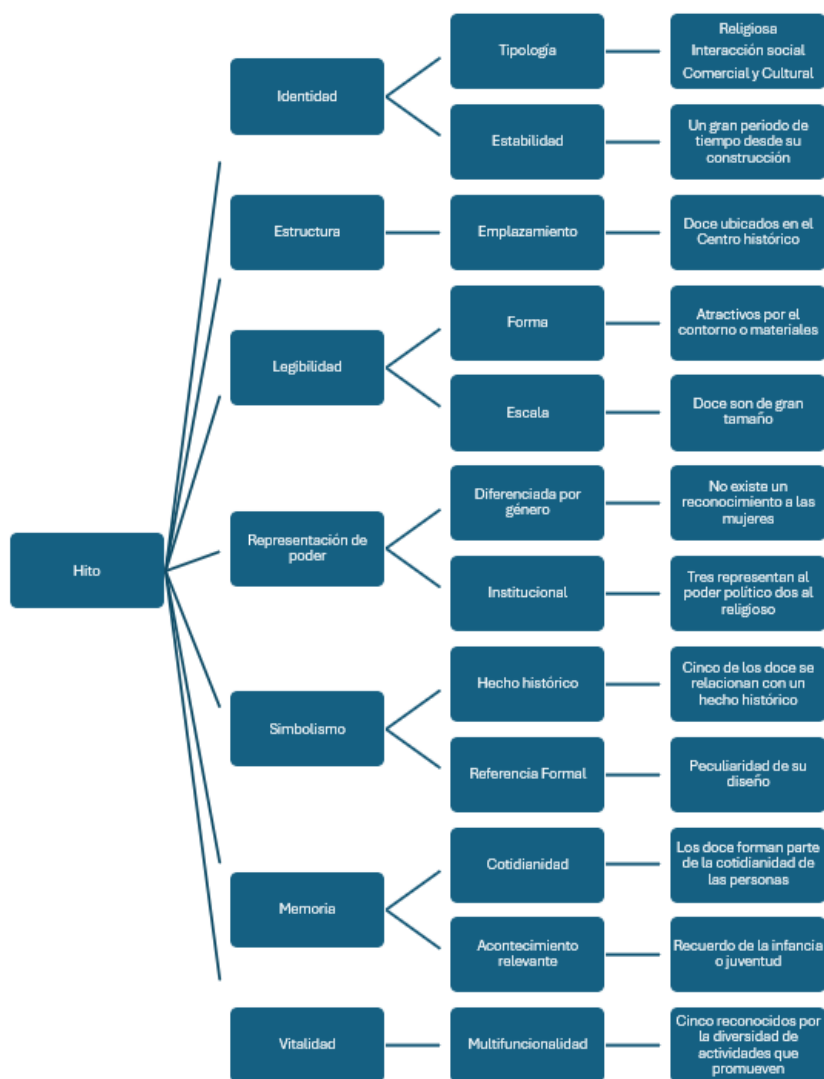 Hito
Identidad
Tipología
Religiosa
Interacción social
Comercial y Cultural
Estabilidad
Un gran periodo de
tiempo desde su
construcción
Estructura
Emplazamiento
Doce ubicados en el
Centro histórico
Legibilidad
Forma
Atractivos por el
contorno o materiales
Escala
Doce son de gran
tamaño
Representación de
poder
Diferenciada por
género
No existe un
reconocimiento a las
mujeres
Institucional
Tres representan al
poder político dos al
religioso
Simbolismo
Hecho histórico
Cinco de los doce se
relacionan con un
hecho histórico
Referencia Formal
Peculiaridad de su
diseño
Memoria
Cotidianidad
Los doce forman parte
de la cotidianidad de
las personas
Acontecimiento
relevante
Recuerdo de la infancia
o juventud
Vitalidad
Multifuncionalidad
Cinco reconocidos por
la diversidad de
actividades que
promueven